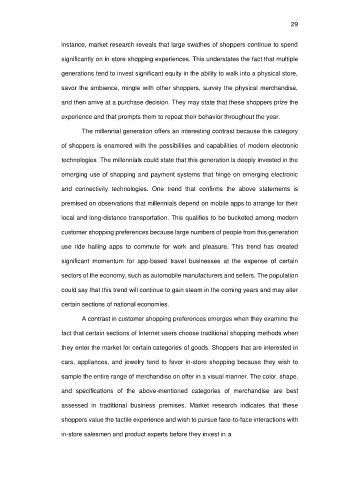 29
instance, market research reveals that large swathes of shoppers continue to spend
significantly on in-store shopping experiences. This understates the fact that multiple
generations tend to invest significant equity in the ability to walk into a physical store,
savor the ambience, mingle with other shoppers, survey the physical merchandise,
and then arrive at a purchase decision. They may state that these shoppers prize the
experience and that prompts them to repeat their behavior throughout the year.
The millennial generation offers an interesting contrast because this category
of shoppers is enamored with the possibilities and capabilities of modern electronic
technologies. The millennials could state that this generation is deeply invested in the
emerging use of shopping and payment systems that hinge on emerging electronic
and connectivity technologies. One trend that confirms the above statements is
premised on observations that millennials depend on mobile apps to arrange for their
local and long-distance transportation. This qualifies to be bucketed among modern
customer shopping preferences because large numbers of people from this generation
use ride hailing apps to commute for work and pleasure. This trend has created
significant momentum for app-based travel businesses at the expense of certain
sectors of the economy, such as automobile manufacturers and sellers. The population
could say that this trend will continue to gain steam in the coming years and may alter
certain sections of national economies.
A contrast in customer shopping preferences emerges when they examine the
fact that certain sections of Internet users choose traditional shopping methods when
they enter the market for certain categories of goods. Shoppers that are interested in
cars, appliances, and jewelry tend to favor in-store shopping because they wish to
sample the entire range of merchandise on offer in a visual manner. The color, shape,
and specifications of the above-mentioned categories of merchandise are best
assessed in traditional business premises. Market research indicates that these
shoppers value the tactile experience and wish to pursue face-to-face interactions with
in-store salesmen and product experts before they invest in a